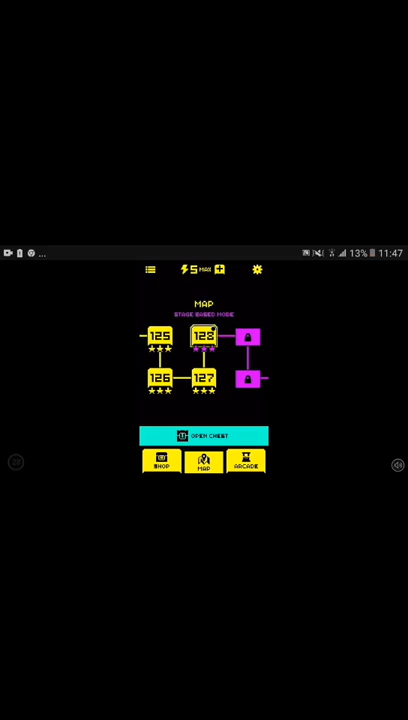 ... 13% 11:47
5 MAX
MAP
STAGE BASED MODE
125 128
126 127
OPEN CHEST
SHOP MAP ARCADE